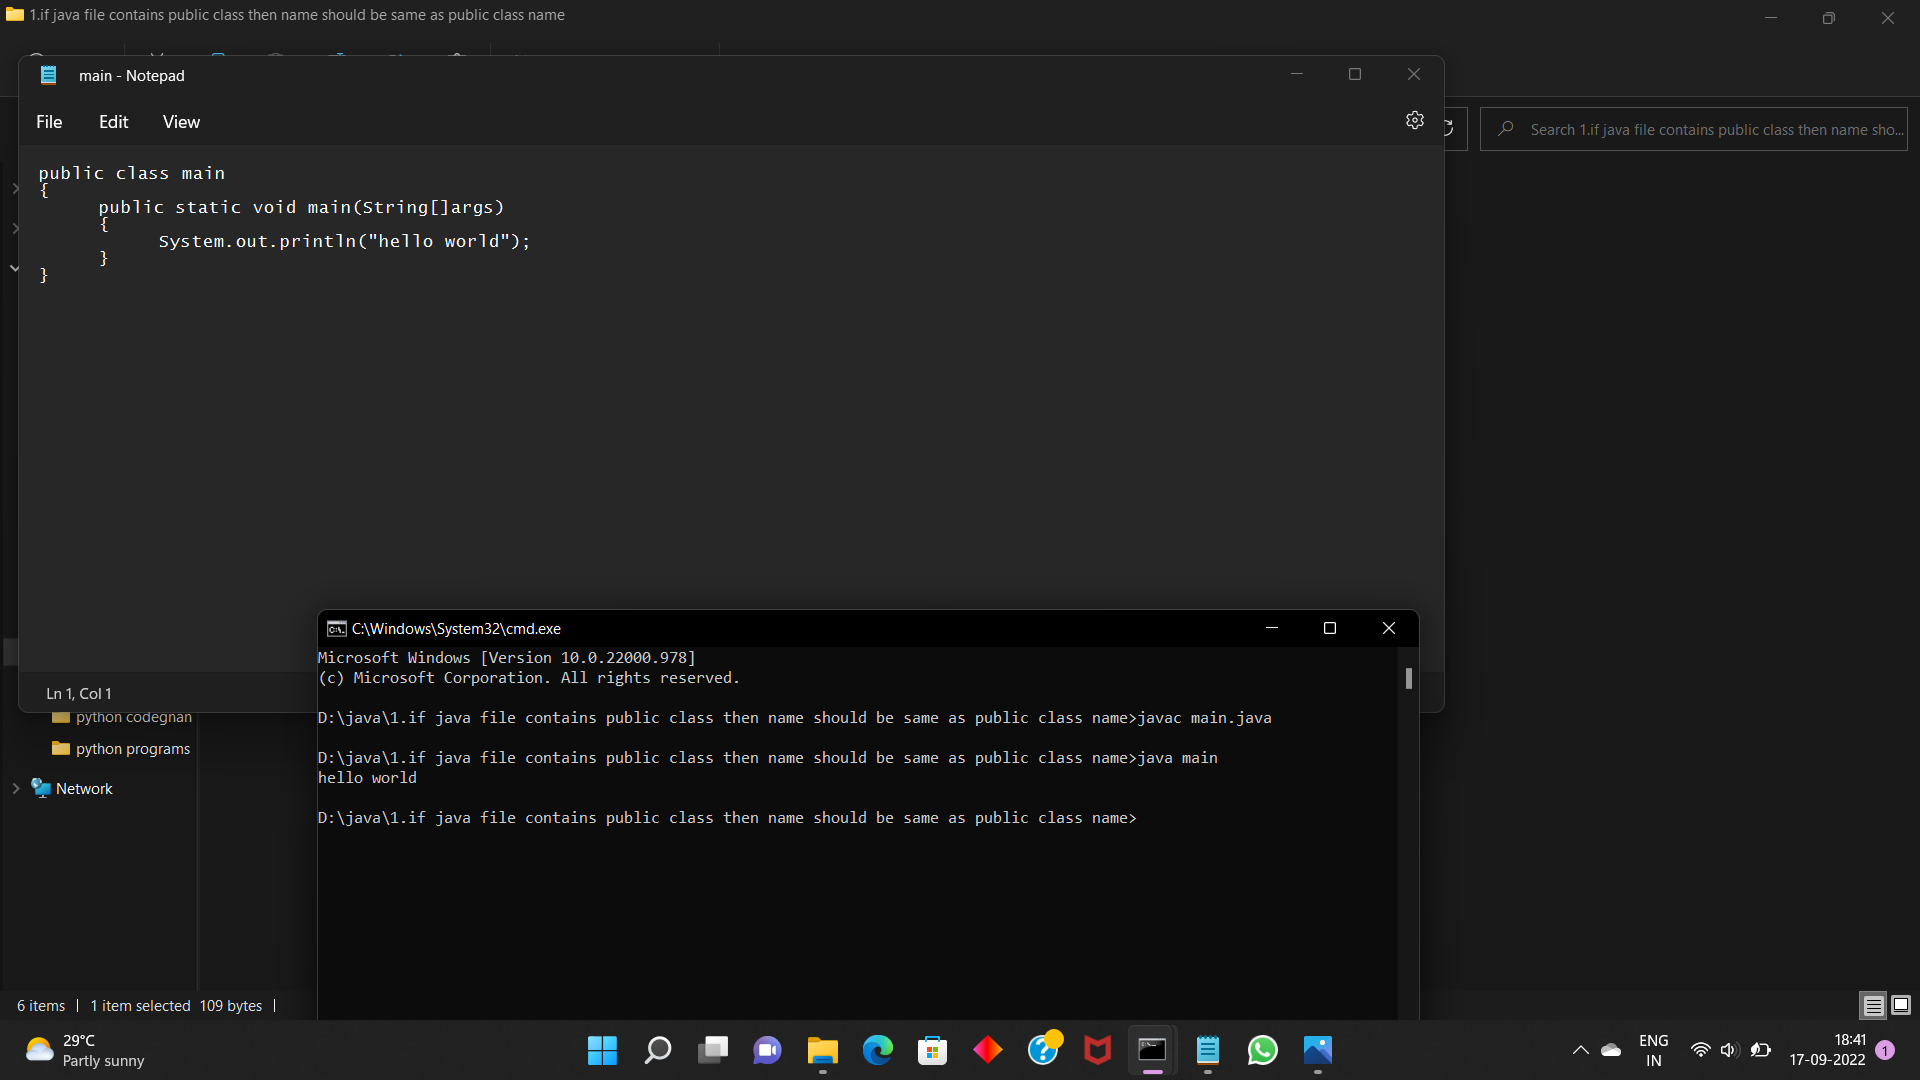 1.if java file contains public class then name should be same as public class name
main - Notepad
File Edit View
Search 1.if java file contains public class then name sho...
public class main
{
public static void main(String[]args)
{
System.out.println("hello world");
}
}
Ln 1, Col 1
C:\Windows\System32\cmd.exe
Microsoft Windows [Version 10.0.22000.978]
(c) Microsoft Corporation. All rights reserved.
D:\java\1.if java file contains public class then name should be same as public class name>javac main.java
D:\java\1.if java file contains public class then name should be same as public class name>java main
hello world
D:\java\1.if java file contains public class then name should be same as public class name>
python codegnan
python programs
Network
6 items 1 item selected 109 bytes
29°C
Partly sunny
ENG
IN
18:41
17-09-2022
1